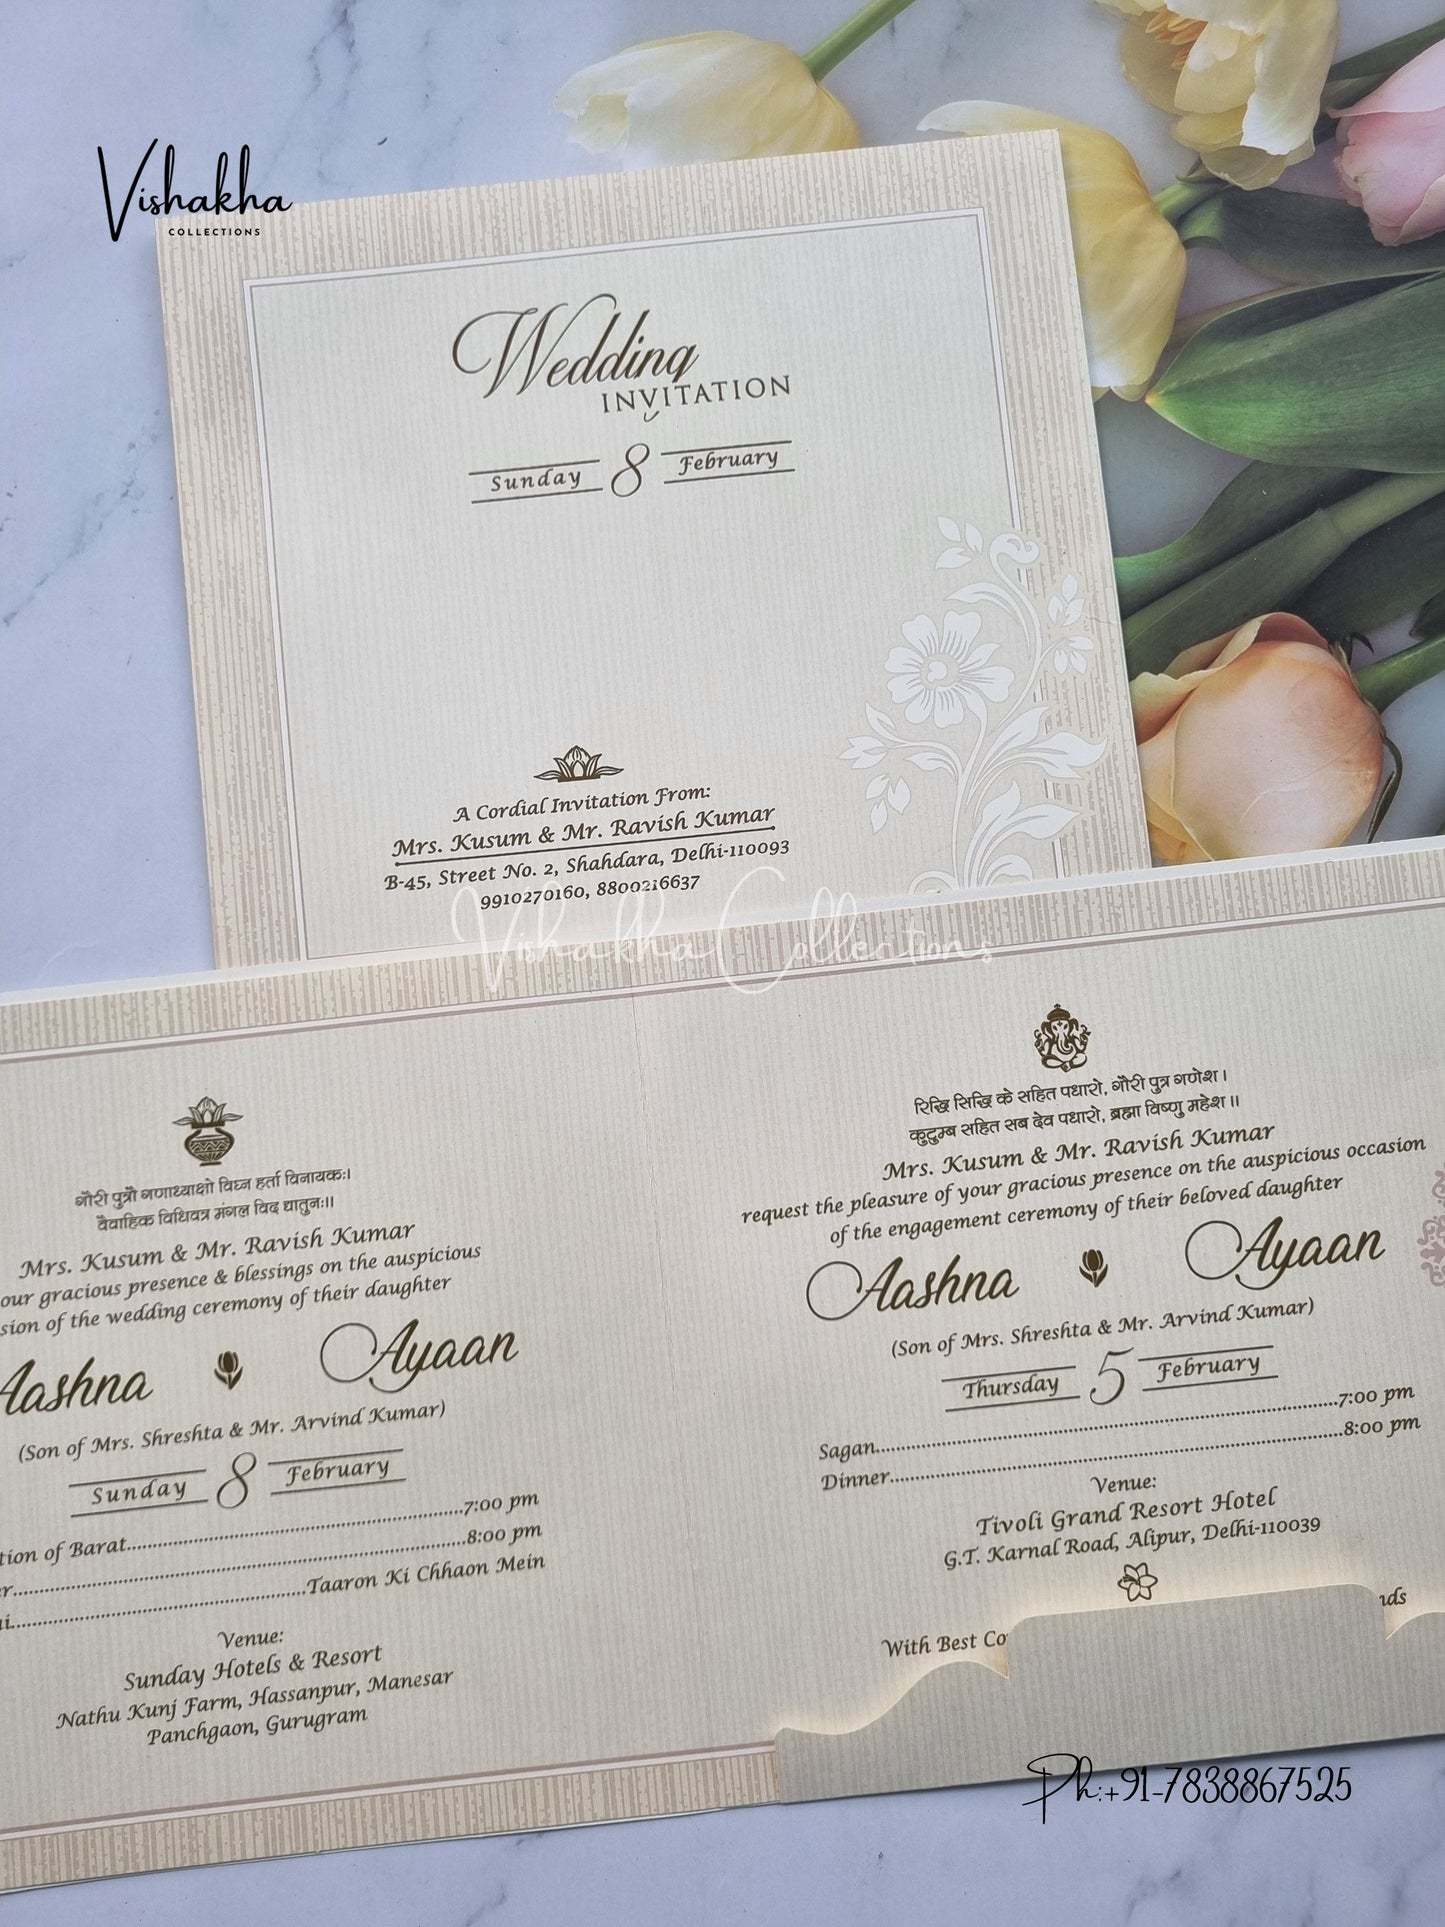 Vishakha
COLLECTIONS
Wedding
INVITATION
Sunday 8 February
A Cordial Invitation From:
Mrs. Kusum & Mr. Ravish Kumar
B-45, Street No. 2, Shahdara, Delhi-110093
9910270160, 8800216637
Vishakha Collections
गौरी पुत्रौ गणाध्याक्षो विघ्न हर्ता विनायकः।
वैवाहिक विधिवत्र मंगल विद द्यातुनः॥
Mrs. Kusum & Mr. Ravish Kumar
our gracious presence & blessings on the auspicious
sion of the wedding ceremony of their daughter
Aashna Ayaan
(Son of Mrs. Shreshta & Mr. Arvind Kumar)
Sunday 8 February
tion of Barat 7:00 pm
r 8:00 pm
i Taaron Ki Chhaon Mein
Venue:
Sunday Hotels & Resort
Nathu Kunj Farm, Hassanpur, Manesar
Panchgaon, Gurugram
रिद्धि सिद्धि के सहित पधारो, गौरी पुत्र गणेश।
कुटुम्ब सहित सब देव पधारो, ब्रह्मा विष्णु महेश॥
Mrs. Kusum & Mr. Ravish Kumar
request the pleasure of your gracious presence on the auspicious occasion
of the engagement ceremony of their beloved daughter
Aashna Ayaan
(Son of Mrs. Shreshta & Mr. Arvind Kumar)
Thursday 5 February
Sagan 7:00 pm
Dinner 8:00 pm
Venue:
Tivoli Grand Resort Hotel
G.T. Karnal Road, Alipur, Delhi-110039
With Best Co nds
Ph:+91-7838867525